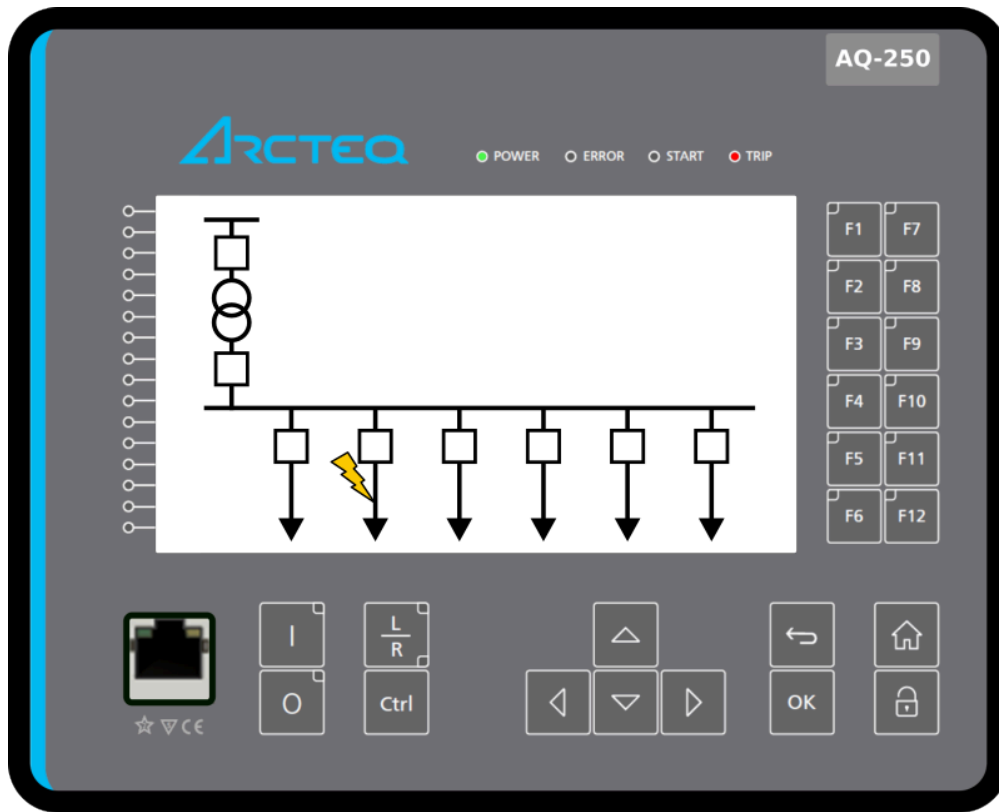 AQ-250
ARCTEQ
POWER ERROR START TRIP
F1 F7
F2 F8
F3 F9
F4 F10
F5 F11
F6 F12
I L/R
O Ctrl OK
CE